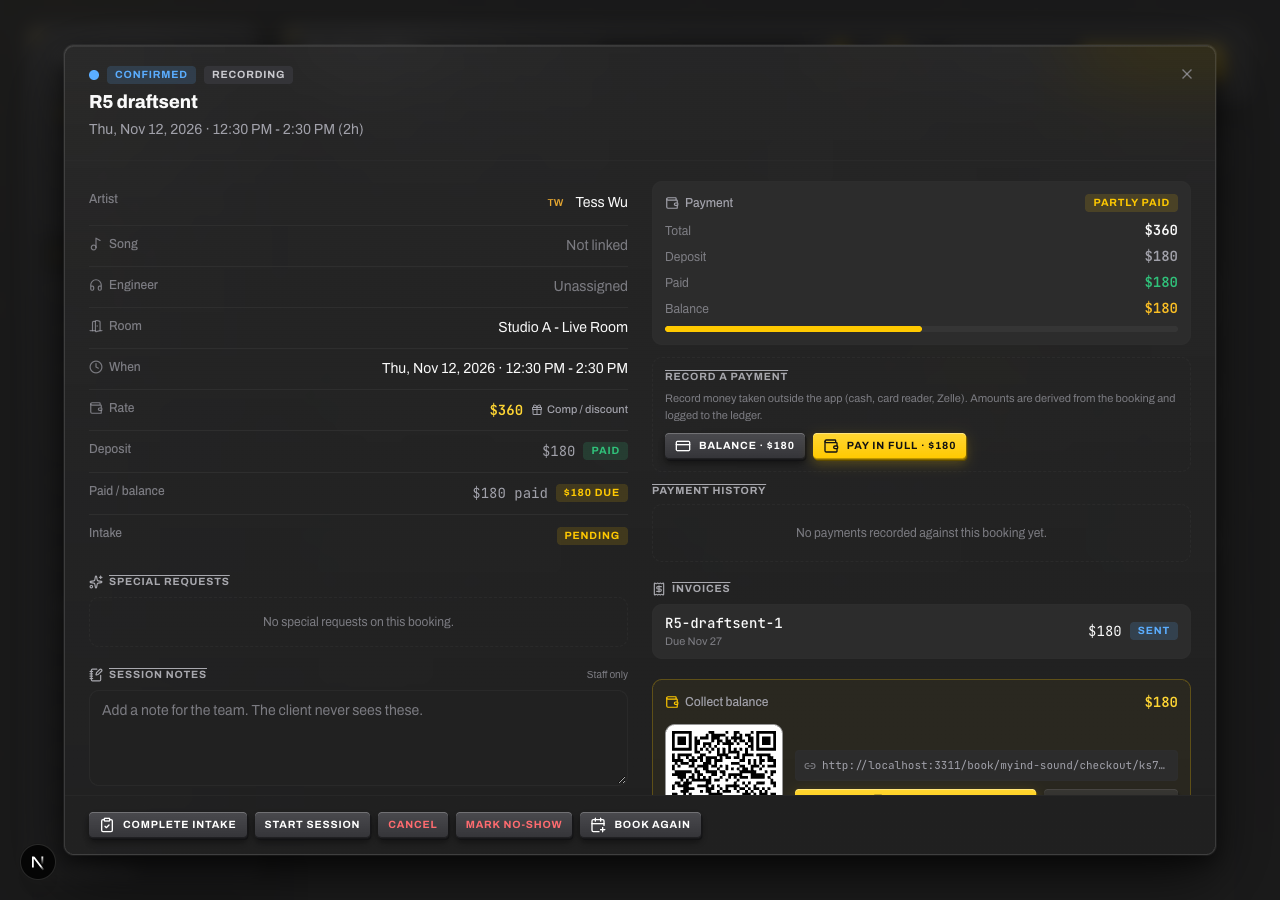 CONFIRMED RECORDING
R5 draftsent
Thu, Nov 12, 2026 · 12:30 PM - 2:30 PM (2h)
Artist TW Tess Wu
Song Not linked
Engineer Unassigned
Room Studio A - Live Room
When Thu, Nov 12, 2026 · 12:30 PM - 2:30 PM
Rate $360 Comp / discount
Deposit $180 PAID
Paid / balance $180 paid $180 DUE
Intake PENDING
SPECIAL REQUESTS
No special requests on this booking.
SESSION NOTES Staff only
Add a note for the team. The client never sees these.
Payment PARTLY PAID
Total $360
Deposit $180
Paid $180
Balance $180
RECORD A PAYMENT
Record money taken outside the app (cash, card reader, Zelle). Amounts are derived from the booking and
logged to the ledger.
BALANCE · $180 PAY IN FULL · $180
PAYMENT HISTORY
No payments recorded against this booking yet.
INVOICES
R5-draftsent-1 $180 SENT
Due Nov 27
Collect balance $180
http://localhost:3311/book/myind-sound/checkout/ks7…
COMPLETE INTAKE START SESSION CANCEL MARK NO-SHOW BOOK AGAIN
N